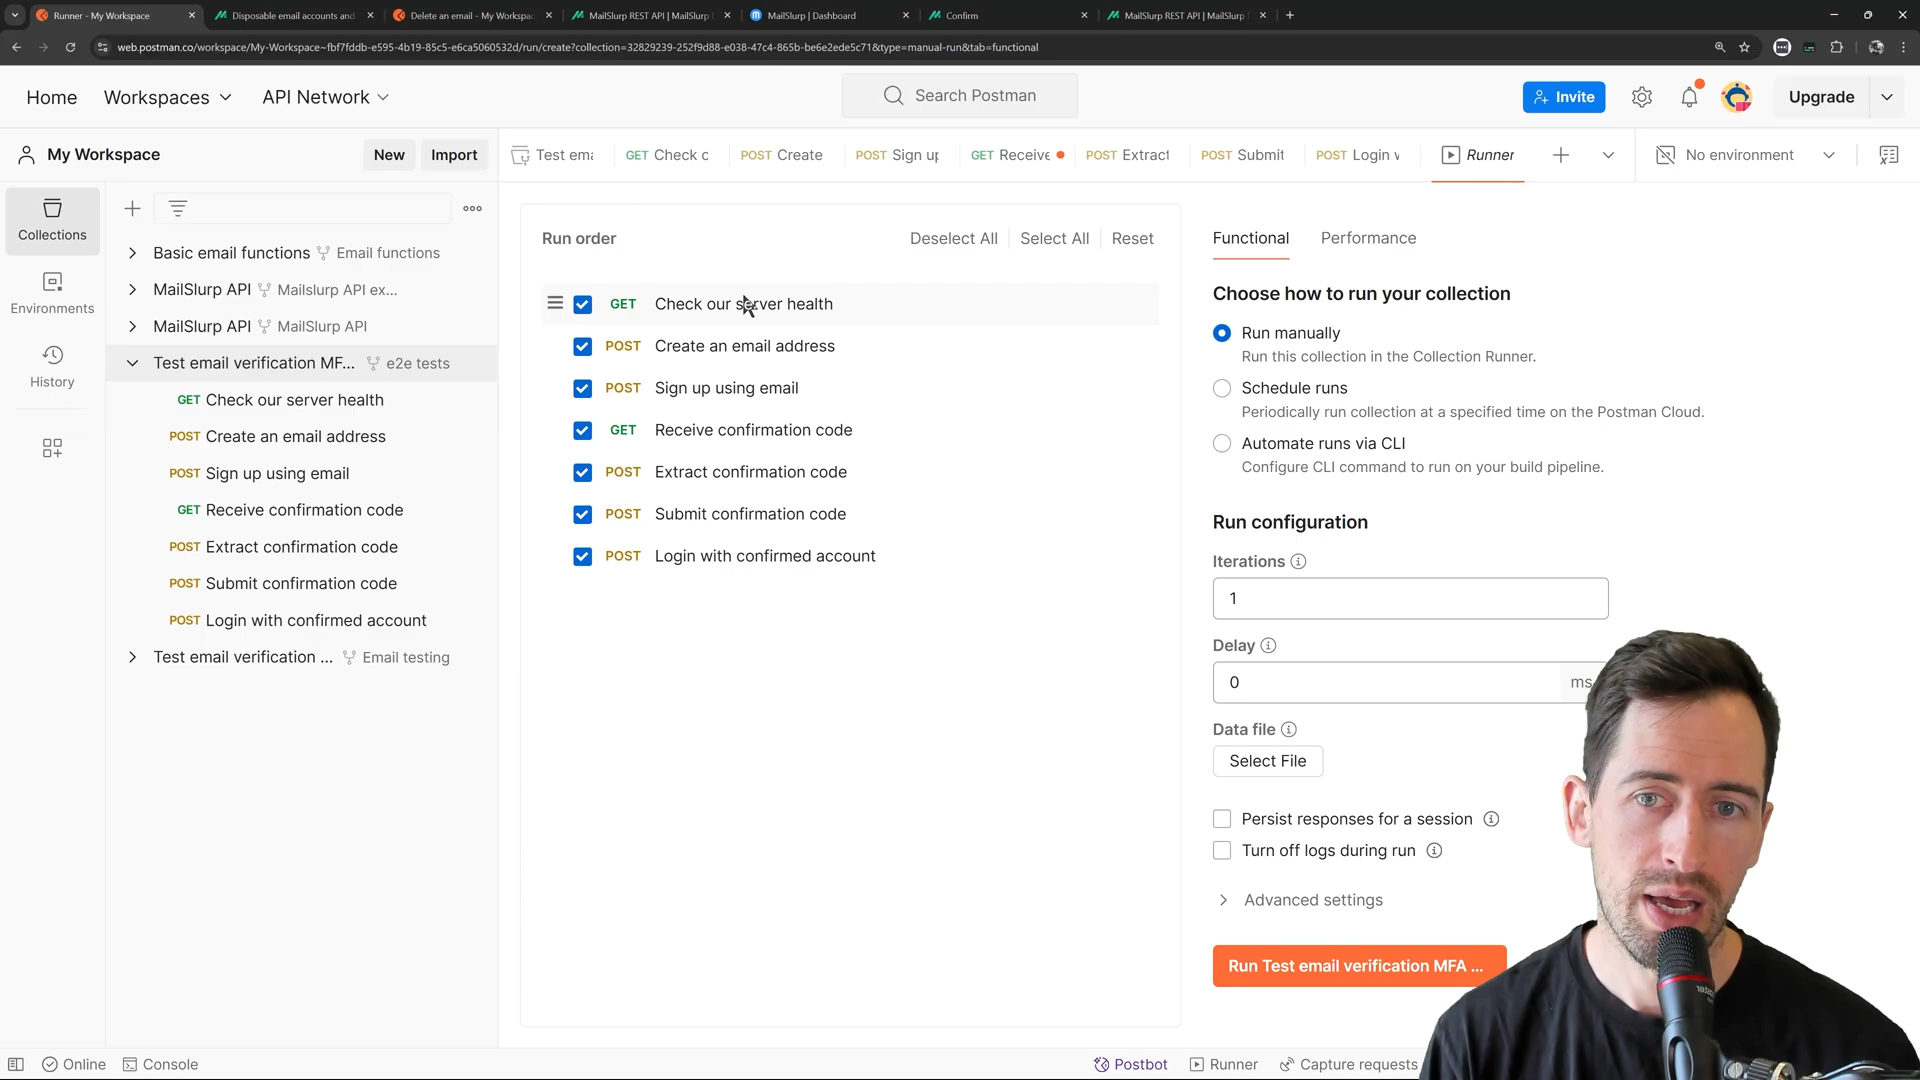 Runner - My Workspace
Disposable email accounts and
Delete an email - My Workspac
MailSlurp REST API | MailSlurp
MailSlurp | Dashboard
Confirm
MailSlurp REST API | MailSlurp
web.postman.co/workspace/My-Workspace~fbf7fddb-e595-4b19-85c5-e6ca5060532d/run/create?collection=32829239-252f9d88-e038-47c4-865b-be6e2ede5c71&type=manual-run&tab=functional
Home
Workspaces
API Network
Search Postman
Invite
Upgrade
My Workspace
New
Import
Test ema
GET Check o
POST Create
POST Sign up
GET Receive
POST Extract
POST Submit
POST Login w
Runner
No environment
Collections
Environments
History
Basic email functions Email functions
MailSlurp API Mailslurp API ex...
MailSlurp API MailSlurp API
Test email verification MF... e2e tests
GET Check our server health
POST Create an email address
POST Sign up using email
GET Receive confirmation code
POST Extract confirmation code
POST Submit confirmation code
POST Login with confirmed account
Test email verification ... Email testing
Run order
Deselect All
Select All
Reset
GET Check our server health
POST Create an email address
POST Sign up using email
GET Receive confirmation code
POST Extract confirmation code
POST Submit confirmation code
POST Login with confirmed account
Functional
Performance
Choose how to run your collection
Run manually
Run this collection in the Collection Runner.
Schedule runs
Periodically run collection at a specified time on the Postman Cloud.
Automate runs via CLI
Configure CLI command to run on your build pipeline.
Run configuration
Iterations
1
Delay
0
ms
Data file
Select File
Persist responses for a session
Turn off logs during run
Advanced settings
Run Test email verification MFA ...
Online
Console
Postbot
Runner
Capture requests